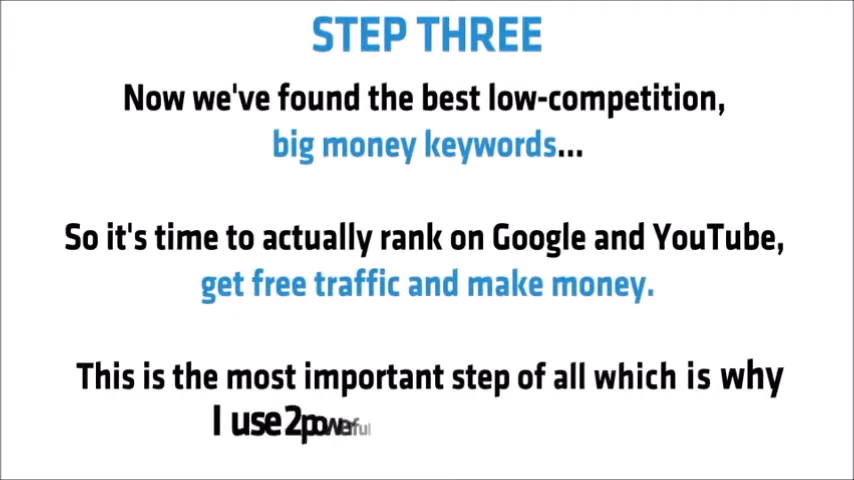 STEP THREE
Now we've found the best low-competition,
big money keywords...
So it's time to actually rank on Google and YouTube,
get free traffic and make money.
This is the most important step of all which is why
I use 2 powerful